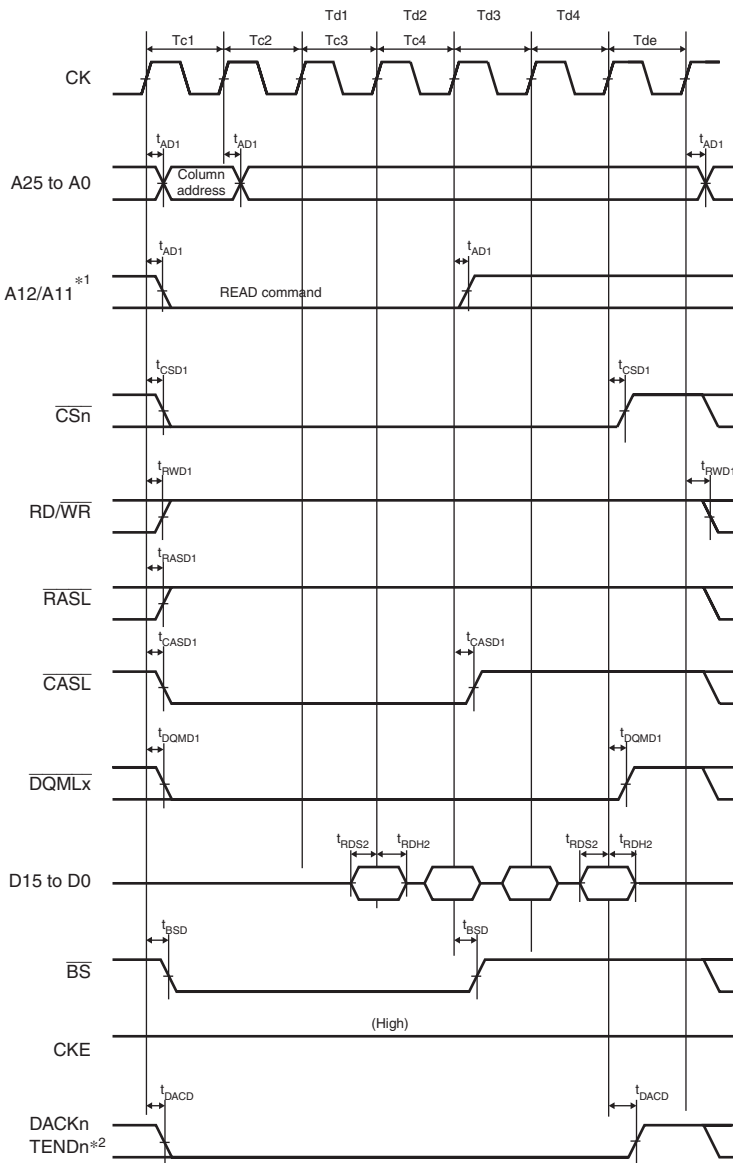 Td1 Td2 Td3 Td4
Tc1 Tc2 Tc3 Tc4 Tde
CK
tAD1 tAD1 tAD1
A25 to A0
Column
address
tAD1 tAD1
A12/A11*1
READ command
tCSD1 tCSD1
CSn
tRWD1 tRWD1
RD/WR
tRASD1
RASL
tCASD1 tCASD1
CASL
tDQMD1 tDQMD1
DQMLx
tRDS2 tRDH2 tRDS2 tRDH2
D15 to D0
tBSD tBSD
BS
(High)
CKE
tDACD tDACD
DACKn
TENDn*2